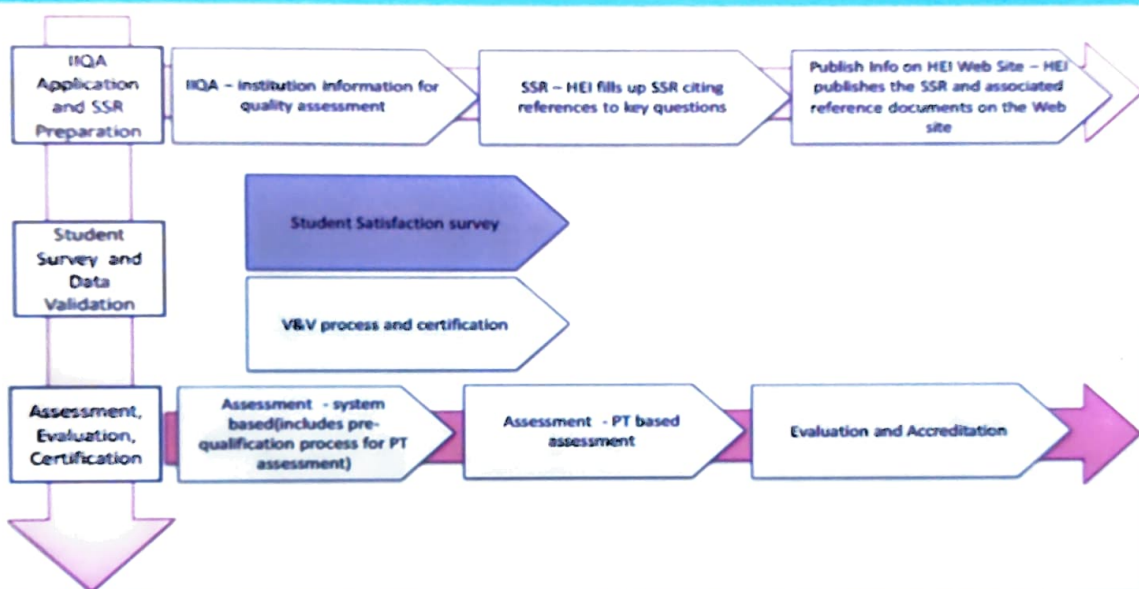 IIQA
Application
and SSR
Preparation
IIQA – Institution Information for
quality assessment
SSR – HEI fills up SSR citing
references to key questions
Publish Info on HEI Web Site – HEI
publishes the SSR and associated
reference documents on the Web
site
Student
Survey and
Data
Validation
Student Satisfaction survey
V&V process and certification
Assessment,
Evaluation,
Certification
Assessment - system
based(includes pre-
qualification process for PT
assessment)
Assessment - PT based
assessment
Evaluation and Accreditation